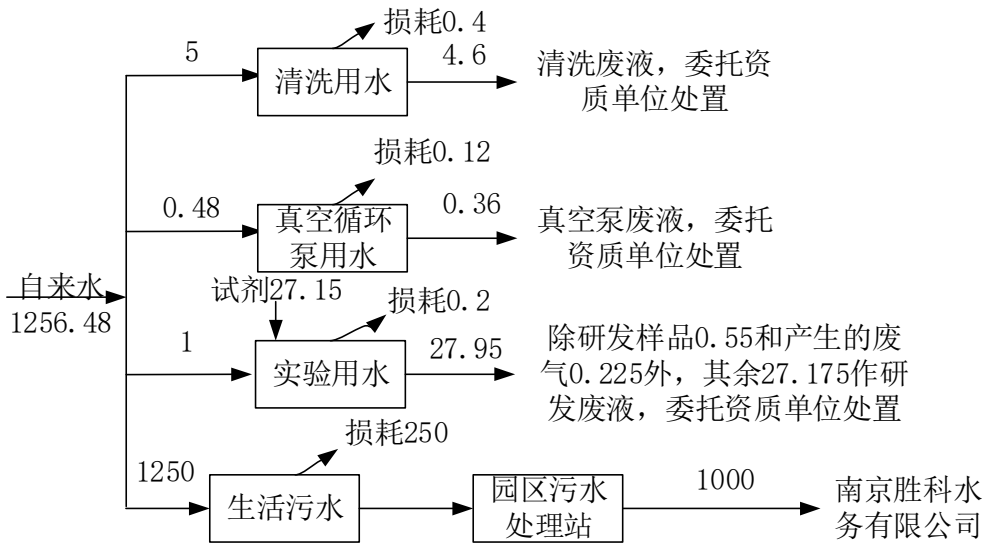 损耗0.4
5
4.6
清洗用水
清洗废液，委托资
质单位处置
损耗0.12
0.48
0.36
真空循环
泵用水
真空泵废液，委托
资质单位处置
自来水
1256.48
试剂27.15
损耗0.2
1
27.95
实验用水
除研发样品0.55和产生的废
气0.225外，其余27.175作研
发废液，委托资质单位处置
损耗250
1250
生活污水
园区污水
处理站
1000
南京胜科水
务有限公司